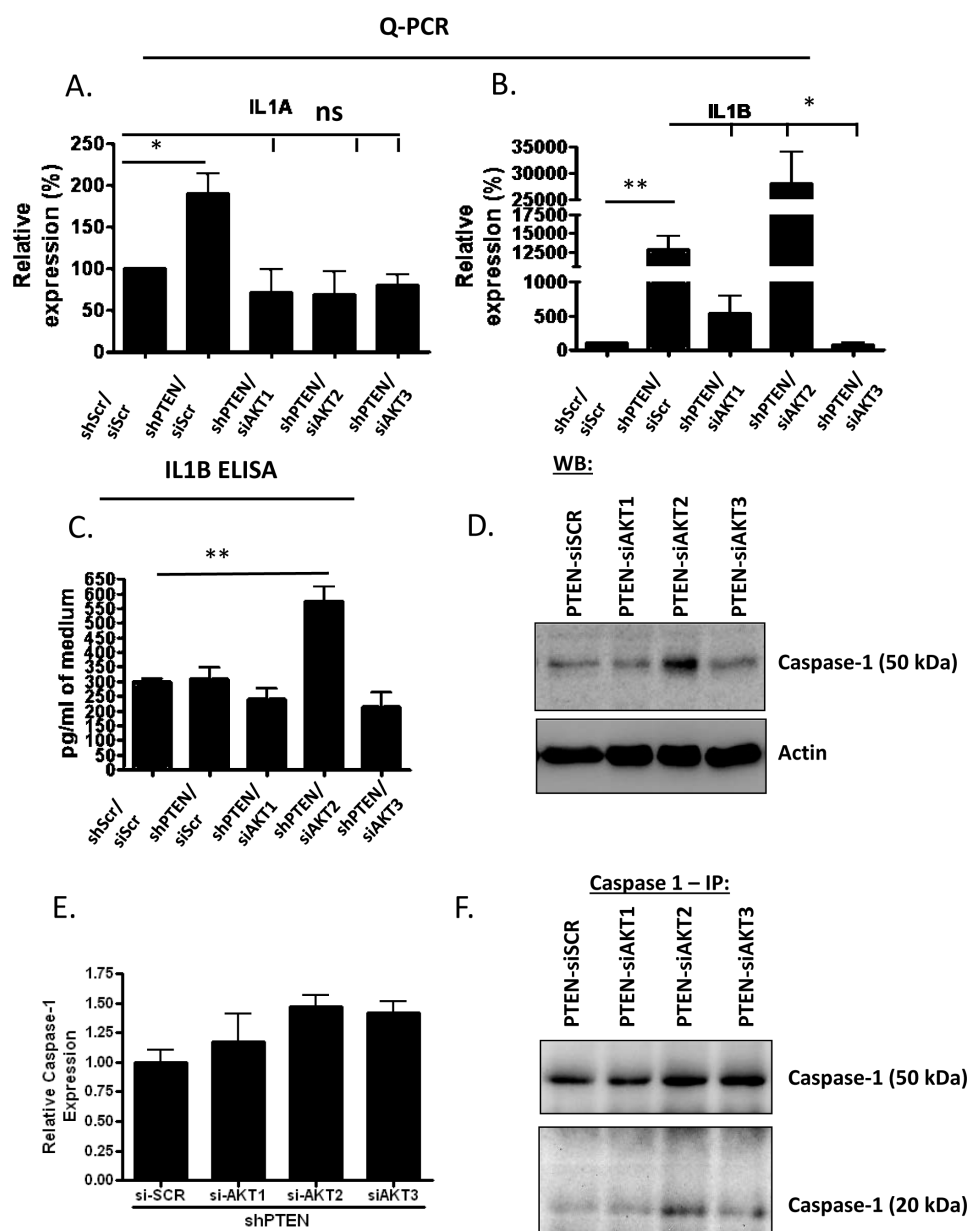 Q-PCR
A.
IL1A ns
*
250
200
150
100
50
0
Relative
expression (%)
shScr/
siScr
shPTEN/
siScr
shPTEN/
siAKT1
shPTEN/
siAKT2
shPTEN/
siAKT3
B.
IL1B
*
**
35000
30000
25000
17500
15000
12500
1000
500
0
Relative
expression (%)
shScr/
siScr
shPTEN/
siScr
shPTEN/
siAKT1
shPTEN/
siAKT2
shPTEN/
siAKT3
IL1B ELISA
C.
**
650
600
550
500
450
400
350
300
250
200
150
100
50
0
pg/ml of medium
shScr/
siScr
shPTEN/
siScr
shPTEN/
siAKT1
shPTEN/
siAKT2
shPTEN/
siAKT3
WB:
D.
PTEN-siSCR
PTEN-siAKT1
PTEN-siAKT2
PTEN-siAKT3
Caspase-1 (50 kDa)
Actin
E.
1.75
1.50
1.25
1.00
0.75
0.50
0.25
0.00
Relative Caspase-1
Expression
si-SCR si-AKT1 si-AKT2 siAKT3
shPTEN
Caspase 1 – IP:
F.
PTEN-siSCR
PTEN-siAKT1
PTEN-siAKT2
PTEN-siAKT3
Caspase-1 (50 kDa)
Caspase-1 (20 kDa)